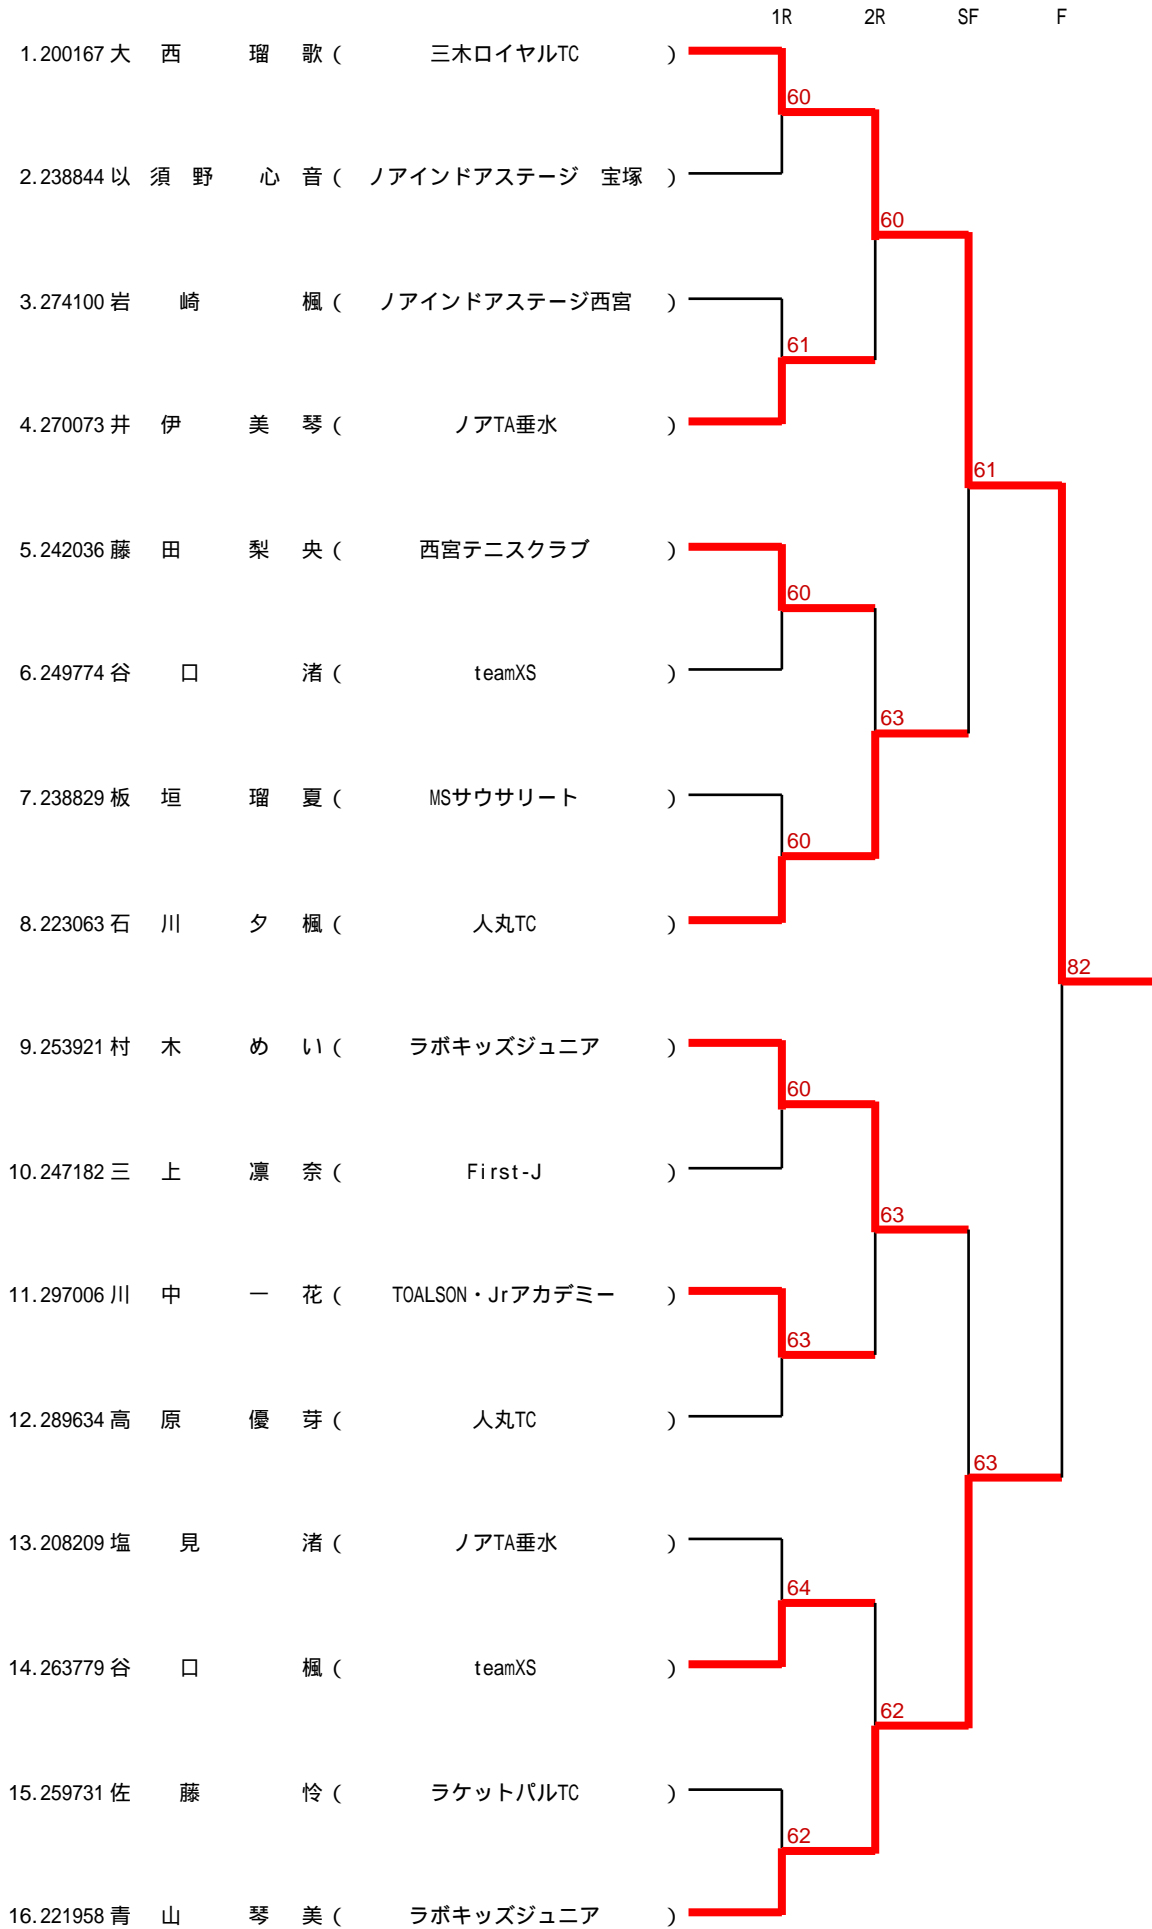 1R 2R SF F
1.200167 大 西 瑠 歌 ( 三木ロイヤルTC )
60
2.238844 以 須 野 心 音 ( ノアインドアステージ 宝塚 )
60
3.274100 岩 崎 楓 ( ノアインドアステージ西宮 )
61
4.270073 井 伊 美 琴 ( ノアTA垂水 )
61
5.242036 藤 田 梨 央 ( 西宮テニスクラブ )
60
6.249774 谷 口 渚 ( teamXS )
63
7.238829 板 垣 瑠 夏 ( MSサウサリート )
60
8.223063 石 川 夕 楓 ( 人丸TC )
82
9.253921 村 木 め い ( ラボキッズジュニア )
60
10.247182 三 上 凛 奈 ( First-J )
63
11.297006 川 中 一 花 ( TOALSON・Jrアカデミー )
63
12.289634 高 原 優 芽 ( 人丸TC )
63
13.208209 塩 見 渚 ( ノアTA垂水 )
64
14.263779 谷 口 楓 ( teamXS )
62
15.259731 佐 藤 怜 ( ラケットパルTC )
62
16.221958 青 山 琴 美 ( ラボキッズジュニア )